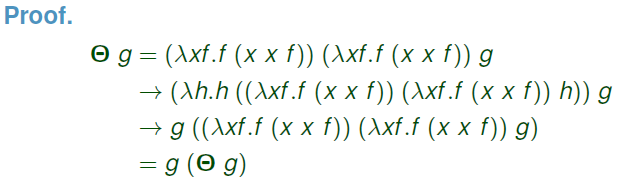 Proof.
Θ g = (λxf.f (x x f)) (λxf.f (x x f)) g
→ (λh.h ((λxf.f (x x f)) (λxf.f (x x f)) h)) g
→ g ((λxf.f (x x f)) (λxf.f (x x f)) g)
= g (Θ g)